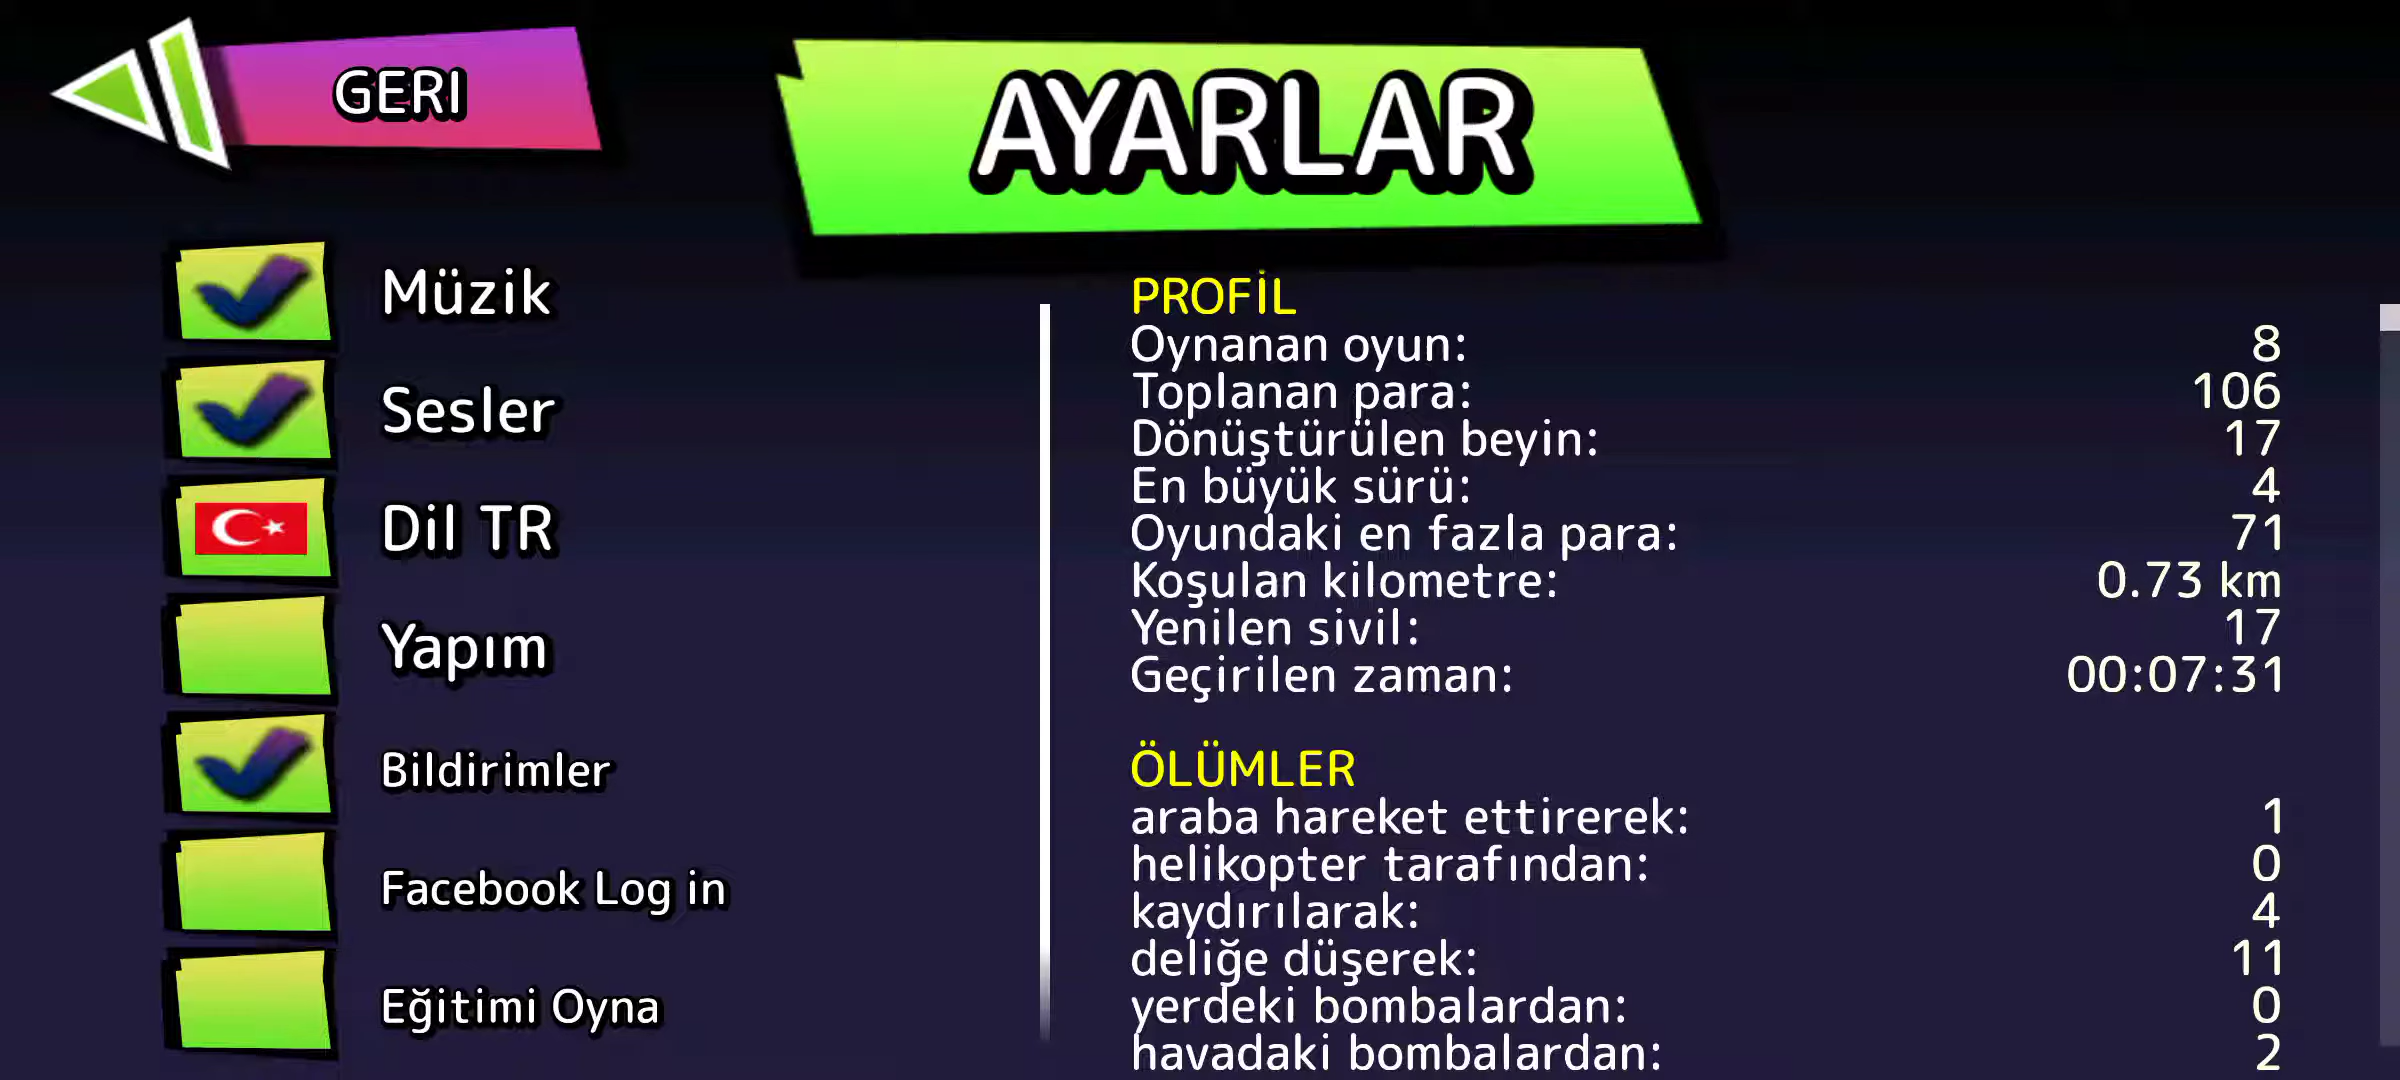 GERI
AYARLAR
Müzik
Sesler
Dil TR
Yapım
Bildirimler
Facebook Log in
Eğitimi Oyna
PROFİL
Oynanan oyun: 8
Toplanan para: 106
Dönüştürülen beyin: 17
En büyük sürü: 4
Oyundaki en fazla para: 71
Koşulan kilometre: 0.73 km
Yenilen sivil: 17
Geçirilen zaman: 00:07:31
ÖLÜMLER
araba hareket ettirerek: 1
helikopter tarafından: 0
kaydırılarak: 4
deliğe düşerek: 11
yerdeki bombalardan: 0
havadaki bombalardan: 2